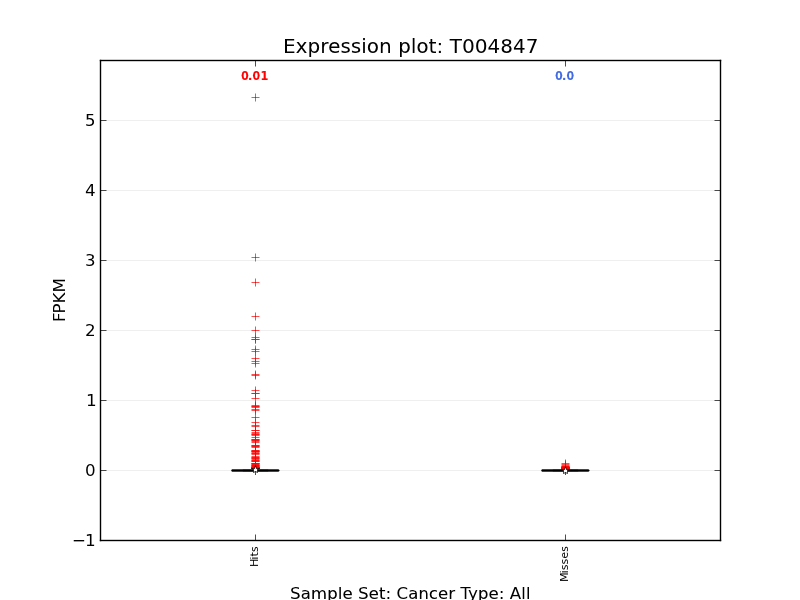 Expression plot: T004847
0.01
0.0
5
4
3
2
1
0
−1
FPKM
Hits
Misses
Sample Set: Cancer Type: All